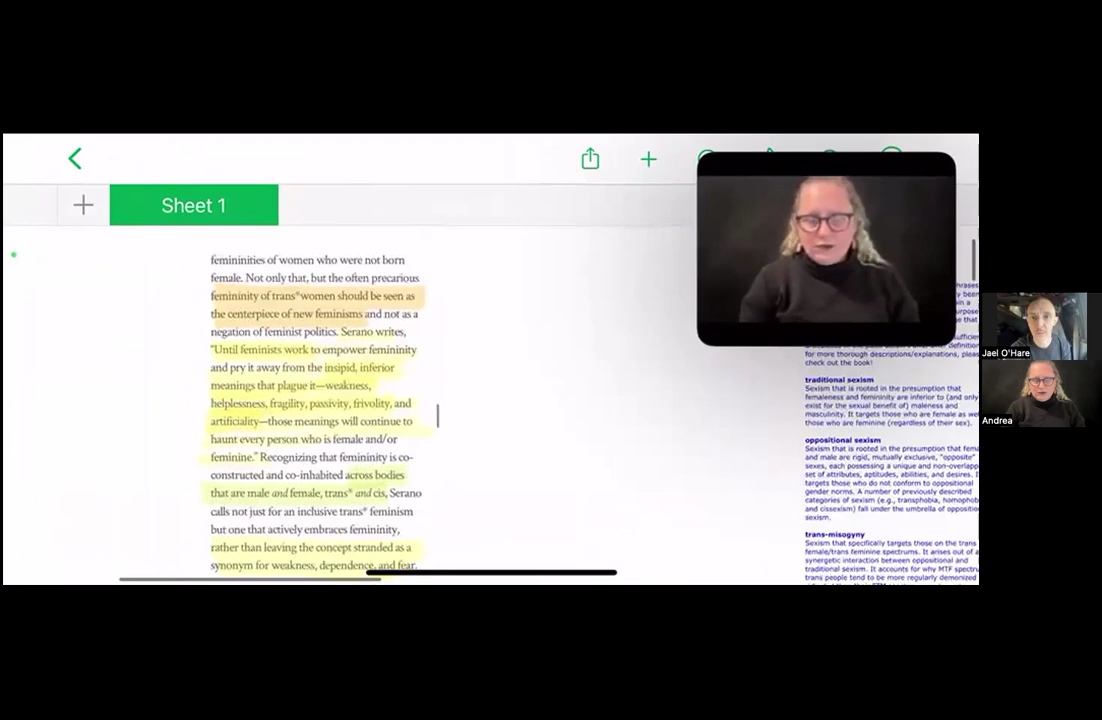 Sheet 1
femininities of women who were not born
female. Not only that, but the often precarious
femininity of trans*women should be seen as
the centerpiece of new feminisms and not as a
negation of feminist politics. Serano writes,
"Until feminists work to empower femininity
and pry it away from the insipid, inferior
meanings that plague it—weakness,
helplessness, fragility, passivity, frivolity, and
artificiality—those meanings will continue to
haunt every person who is female and/or
feminine." Recognizing that femininity is co-
constructed and co-inhabited across bodies
that are male and female, trans* and cis, Serano
calls not just for an inclusive trans* feminism
but one that actively embraces femininity,
rather than leaving the concept stranded as a
synonym for weakness, dependence, and fear.
for more thorough descriptions/explanations, pleas
check out the book!
traditional sexism
Sexism that is rooted in the presumption that
femaleness and femininity are inferior to (and only
exist for the sexual benefit of) maleness and
masculinity. It targets those who are female as wel
those who are feminine (regardless of their sex).
oppositional sexism
Sexism that is rooted in the presumption that fema
and male are rigid, mutually exclusive, "opposite"
sexes, each possessing a unique and non-overlapp
set of attributes, aptitudes, abilities, and desires. I
targets those who do not conform to oppositional
gender norms. A number of previously described
categories of sexism (e.g., transphobia, homophob
and cissexism) fall under the umbrella of oppositio
sexism.
trans-misogyny
Sexism that specifically targets those on the trans
female/trans feminine spectrums. It arises out of a
synergetic interaction between oppositional and
traditional sexism. It accounts for why MTF spectru
trans people tend to be more regularly demonized
Jael O'Hare
Andrea